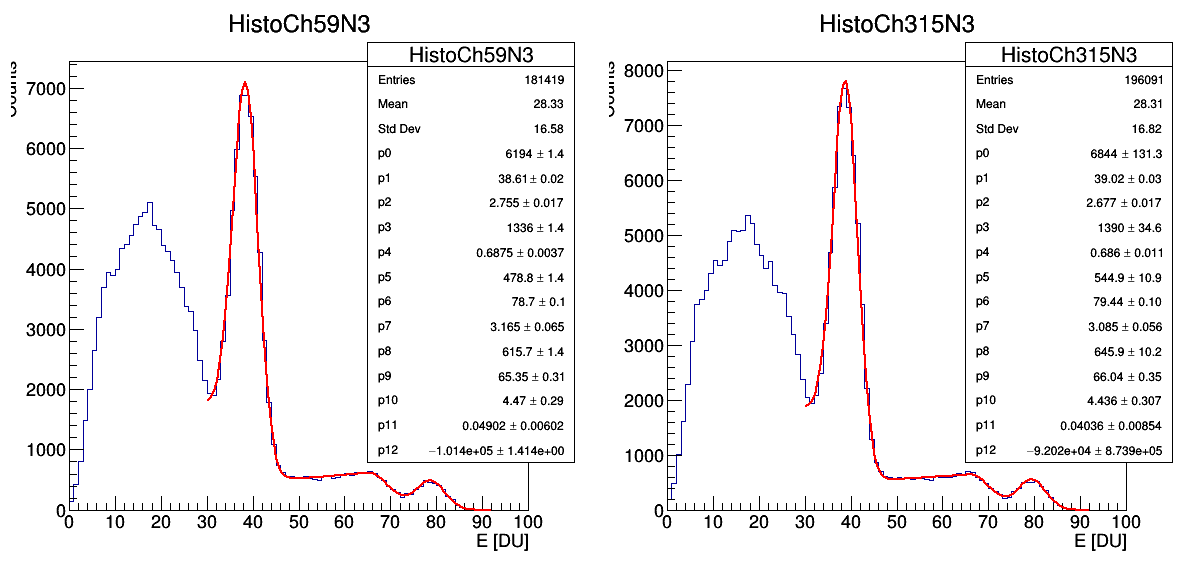 HistoCh59N3
HistoCh315N3
HistoCh59N3
Entries 181419
Mean 28.33
Std Dev 16.58
p0 6194 ± 1.4
p1 38.61 ± 0.02
p2 2.755 ± 0.017
p3 1336 ± 1.4
p4 0.6875 ± 0.0037
p5 478.8 ± 1.4
p6 78.7 ± 0.1
p7 3.165 ± 0.065
p8 615.7 ± 1.4
p9 65.35 ± 0.31
p10 4.47 ± 0.29
p11 0.04902 ± 0.00602
p12 −1.014e+05 ± 1.414e+00
7000
6000
5000
4000
3000
2000
1000
0
0 10 20 30 40 50 60 70 80 90 100
E [DU]
HistoCh315N3
Entries 196091
Mean 28.31
Std Dev 16.82
p0 6844 ± 131.3
p1 39.02 ± 0.03
p2 2.677 ± 0.017
p3 1390 ± 34.6
p4 0.686 ± 0.011
p5 544.9 ± 10.9
p6 79.44 ± 0.10
p7 3.085 ± 0.056
p8 645.9 ± 10.2
p9 66.04 ± 0.35
p10 4.436 ± 0.307
p11 0.04036 ± 0.00854
p12 −9.202e+04 ± 8.739e+05
8000
7000
6000
5000
4000
3000
2000
1000
0
0 10 20 30 40 50 60 70 80 90 100
E [DU]